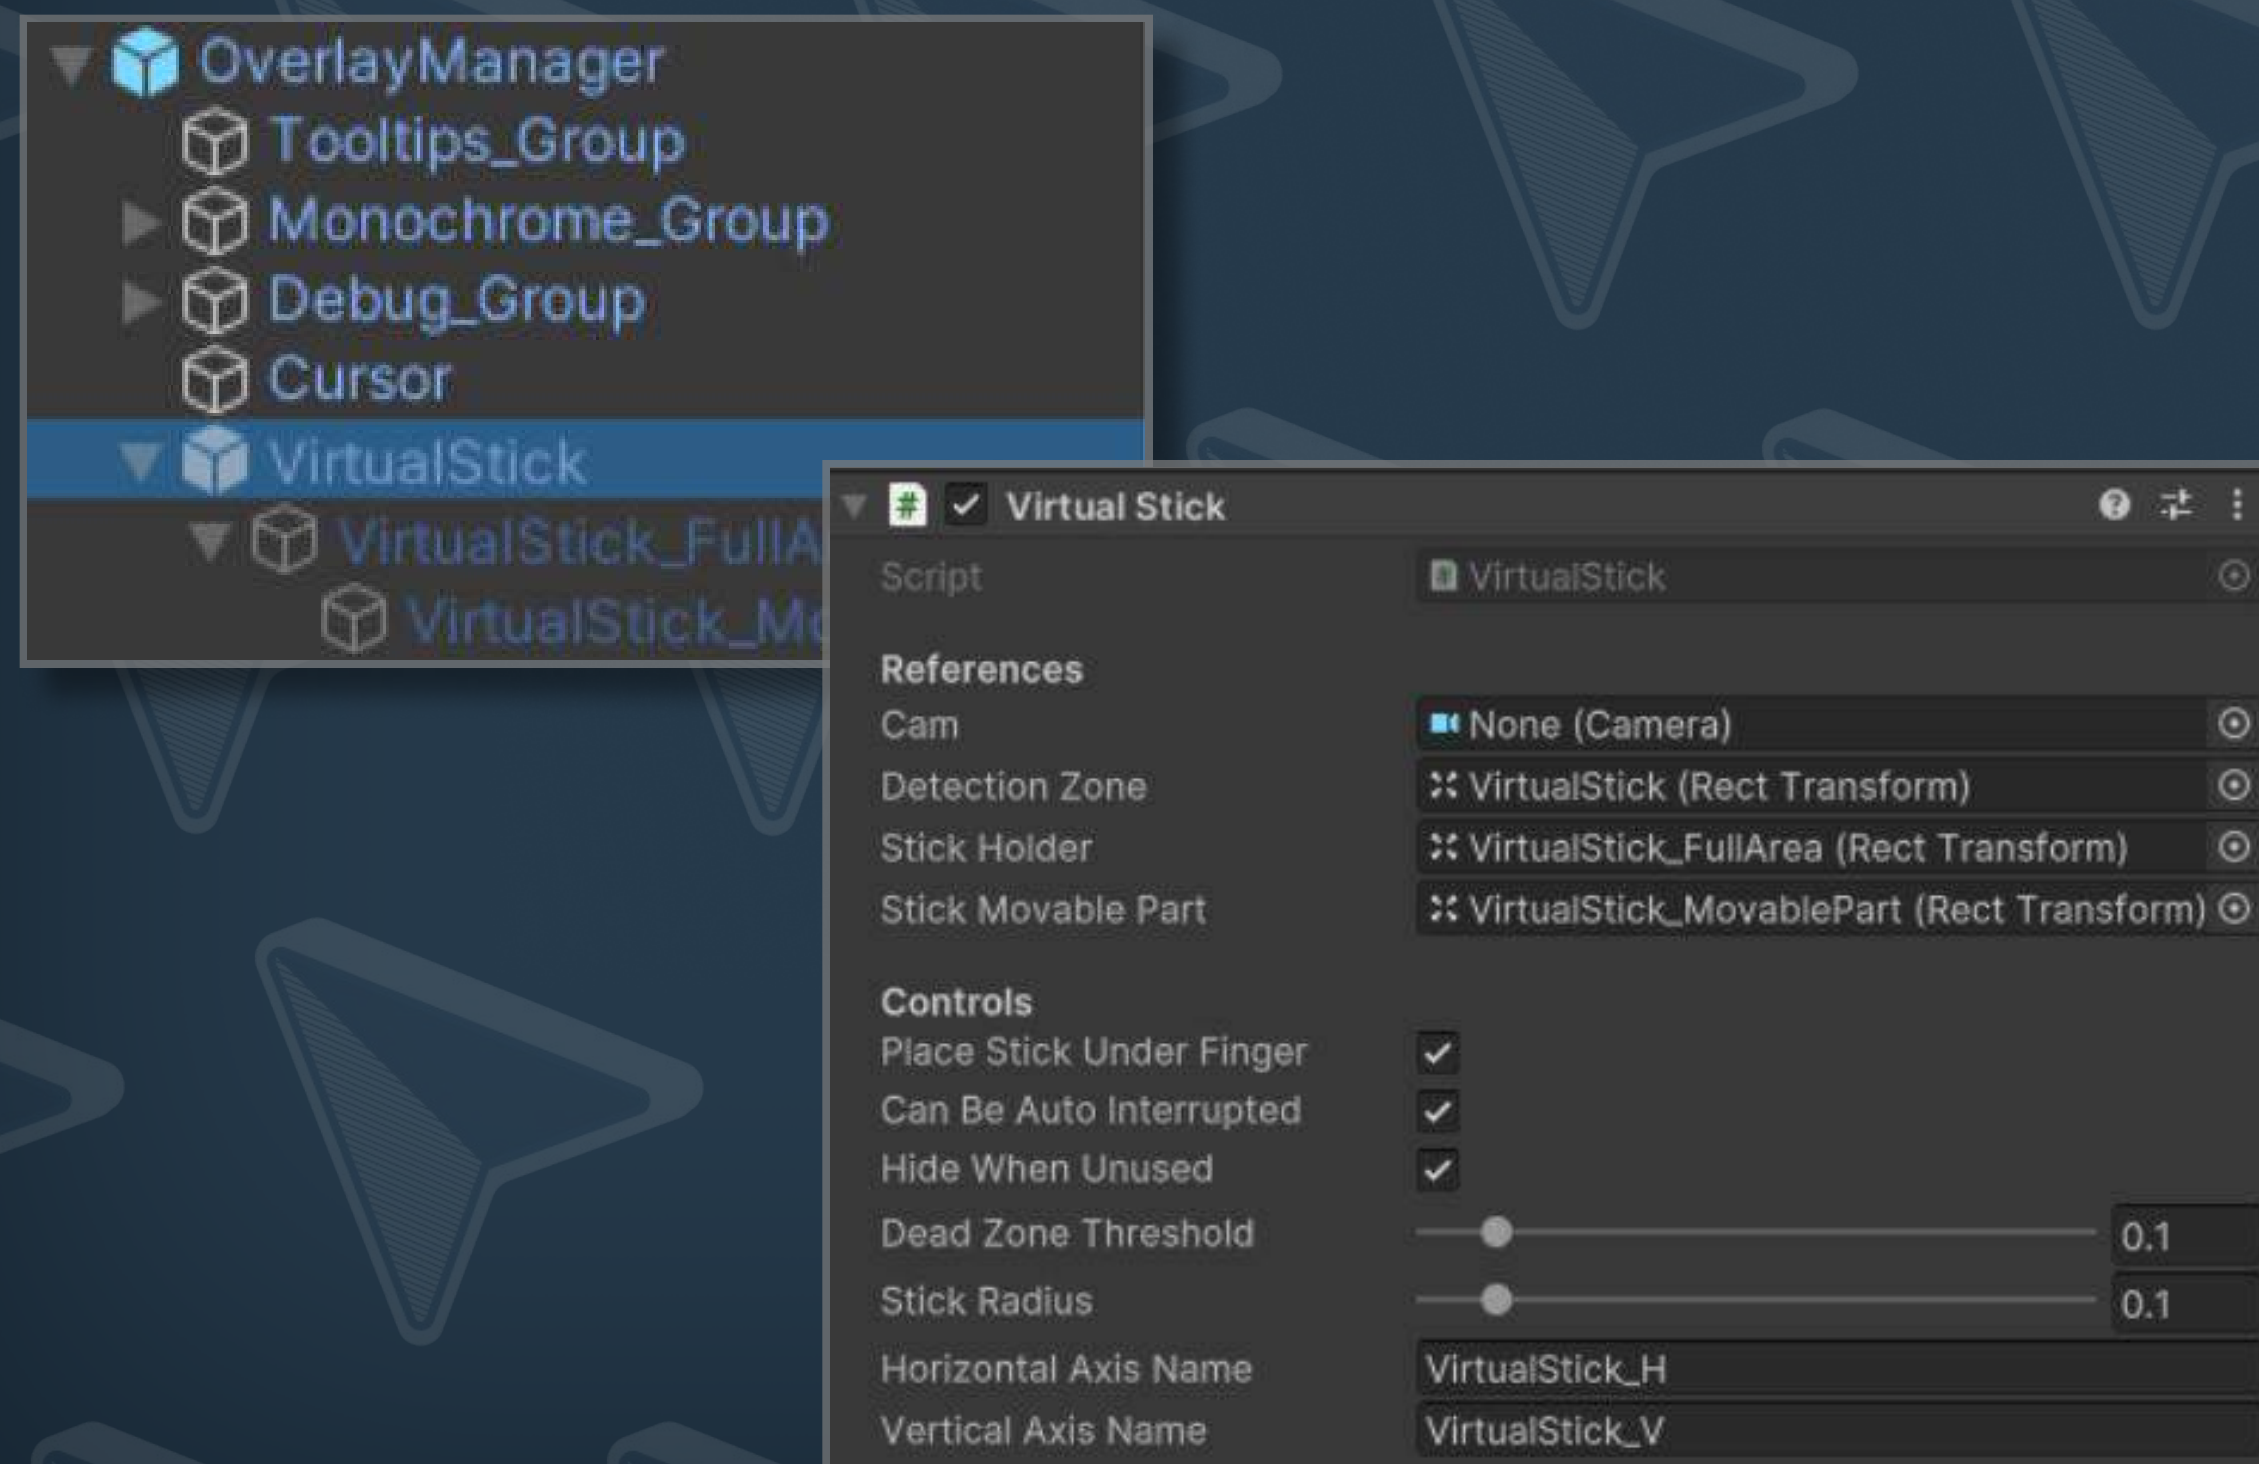 OverlayManager
Tooltips_Group
Monochrome_Group
Debug_Group
Cursor
VirtualStick
VirtualStick_FullA
VirtualStick_Mo
Virtual Stick
Script VirtualStick
References
Cam None (Camera)
Detection Zone VirtualStick (Rect Transform)
Stick Holder VirtualStick_FullArea (Rect Transform)
Stick Movable Part VirtualStick_MovablePart (Rect Transform)
Controls
Place Stick Under Finger
Can Be Auto Interrupted
Hide When Unused
Dead Zone Threshold 0.1
Stick Radius 0.1
Horizontal Axis Name VirtualStick_H
Vertical Axis Name VirtualStick_V